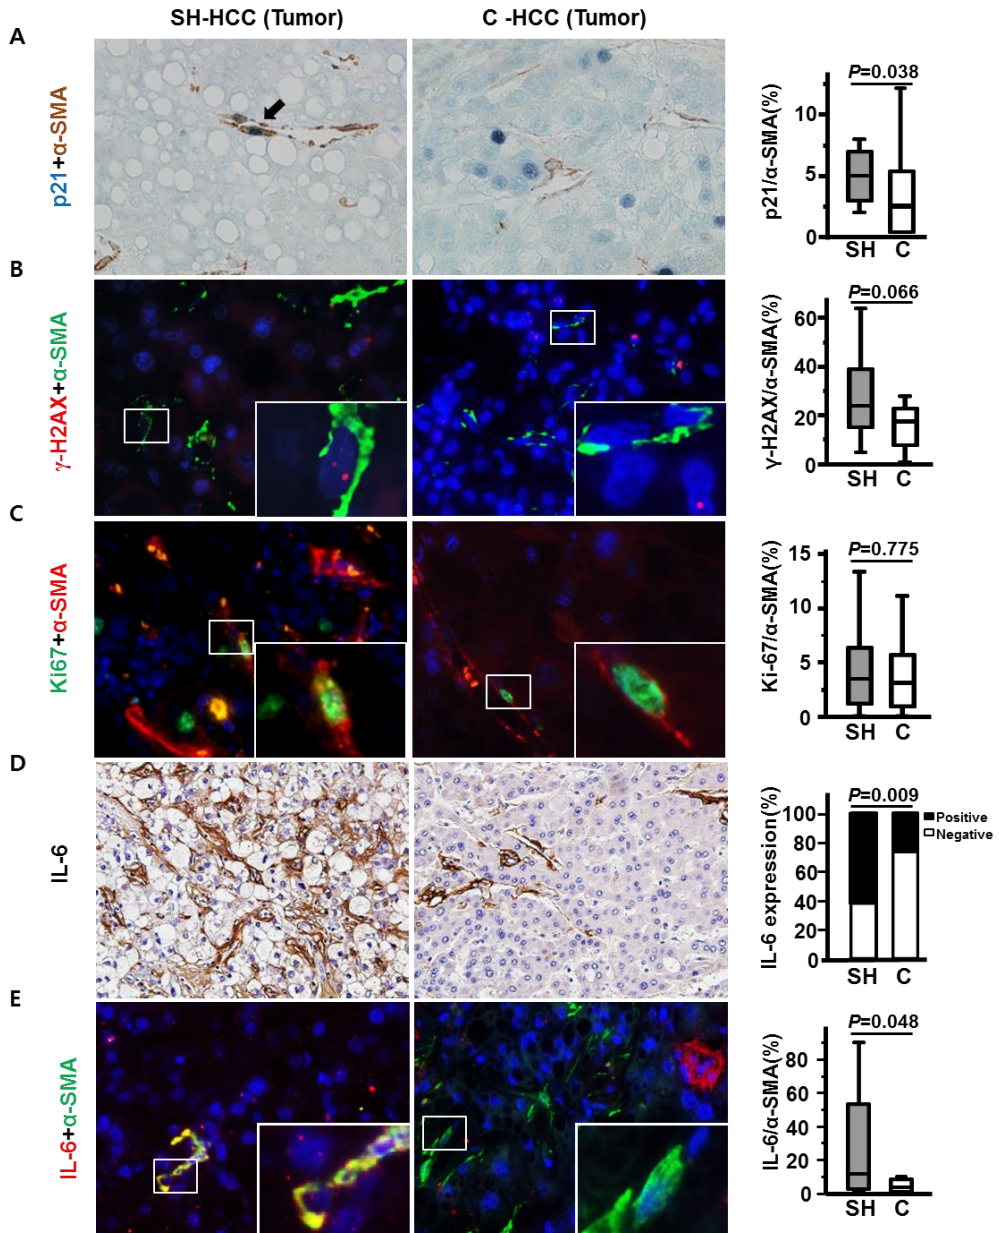 SH-HCC (Tumor)
C -HCC (Tumor)
A
p21+α-SMA
P=0.038
p21/α-SMA(%)
10
5
0
SH
C
B
γ-H2AX+α-SMA
P=0.066
γ-H2AX/α-SMA(%)
60
40
20
0
SH
C
C
Ki67+α-SMA
P=0.775
Ki-67/α-SMA(%)
15
10
5
0
SH
C
D
IL-6
P=0.009
IL-6 expression(%)
100
80
60
40
20
0
Positive
Negative
SH
C
E
IL-6+α-SMA
P=0.048
IL-6/α-SMA(%)
80
60
40
20
0
SH
C